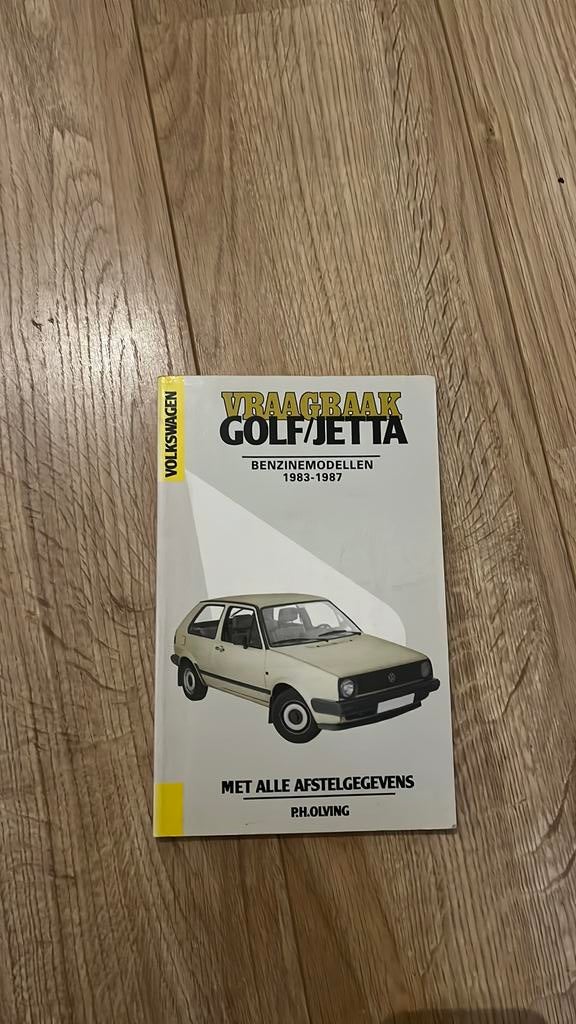 VOLKSWAGEN
VRAAGBAAK
GOLF/JETTA
BENZINEMODELLEN
1983-1987
MET ALLE AFSTELGEGEVENS
P.H.OLVING